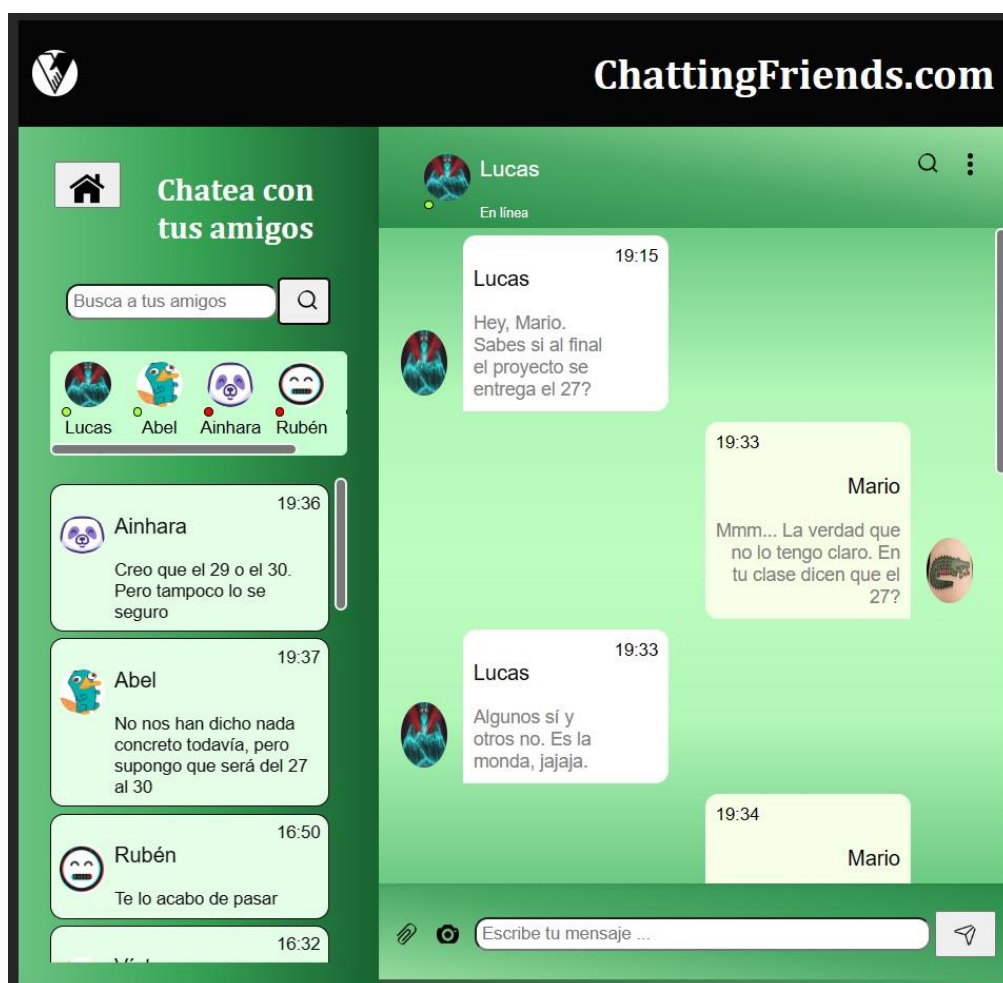 ChattingFriends.com
Chatea con
tus amigos
Busca a tus amigos
Lucas
Abel
Ainhara
Rubén
19:36
Ainhara
Creo que el 29 o el 30.
Pero tampoco lo se
seguro
19:37
Abel
No nos han dicho nada
concreto todavía, pero
supongo que será del 27
al 30
16:50
Rubén
Te lo acabo de pasar
16:32
Lucas
En línea
19:15
Lucas
Hey, Mario.
Sabes si al final
el proyecto se
entrega el 27?
19:33
Mario
Mmm... La verdad que
no lo tengo claro. En
tu clase dicen que el
27?
19:33
Lucas
Algunos sí y
otros no. Es la
monda, jajaja.
19:34
Mario
Escribe tu mensaje ...